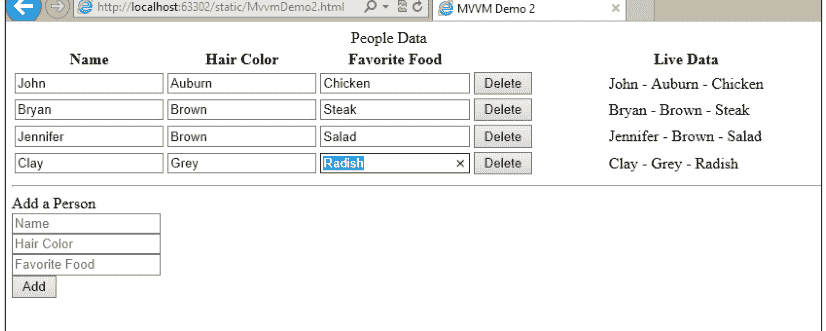 http://localhost:63302/static/MvvmDemo2.html MVVM Demo 2
People Data
Name Hair Color Favorite Food Live Data
John Auburn Chicken Delete John - Auburn - Chicken
Bryan Brown Steak Delete Bryan - Brown - Steak
Jennifer Brown Salad Delete Jennifer - Brown - Salad
Clay Grey Radish Delete Clay - Grey - Radish
Add a Person
Name
Hair Color
Favorite Food
Add